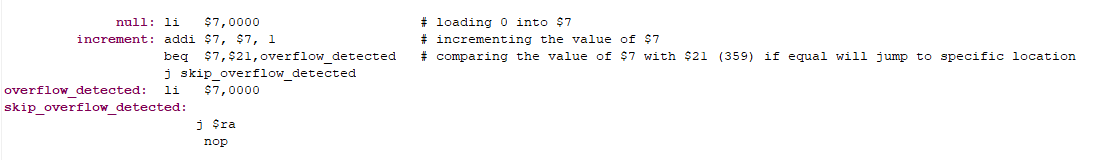 null: li $7,0000 # loading 0 into $7
increment: addi $7, $7, 1 # incrementing the value of $7
beq $7,$21,overflow_detected # comparing the value of $7 with $21 (359) if equal will jump to specific location
j skip_overflow_detected
overflow_detected: li $7,0000
skip_overflow_detected:
j $ra
nop